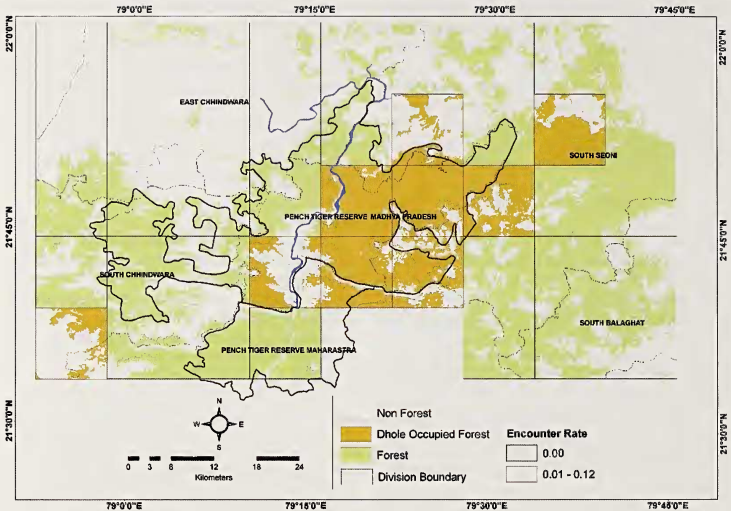 79°0'0"E 79°15'0"E 79°30'0"E 79°45'0"E
22°0'0"N 22°0'0"N
EAST CHHINDWARA
SOUTH SEONI
PENCH TIGER RESERVE MADHYA PRADESH
21°45'0"N 21°45'0"N
SOUTH CHHINDWARA
SOUTH BALAGHAT
PENCH TIGER RESERVE MAHARASTRA
21°30'0"N 21°30'0"N
N
W E
S
0 3 6 12 18 24
Kilometers
Non Forest
Dhole Occupied Forest
Forest
Division Boundary
Encounter Rate
0.00
0.01 - 0.12
79°0'0"E 79°15'0"E 79°30'0"E 79°45'0"E